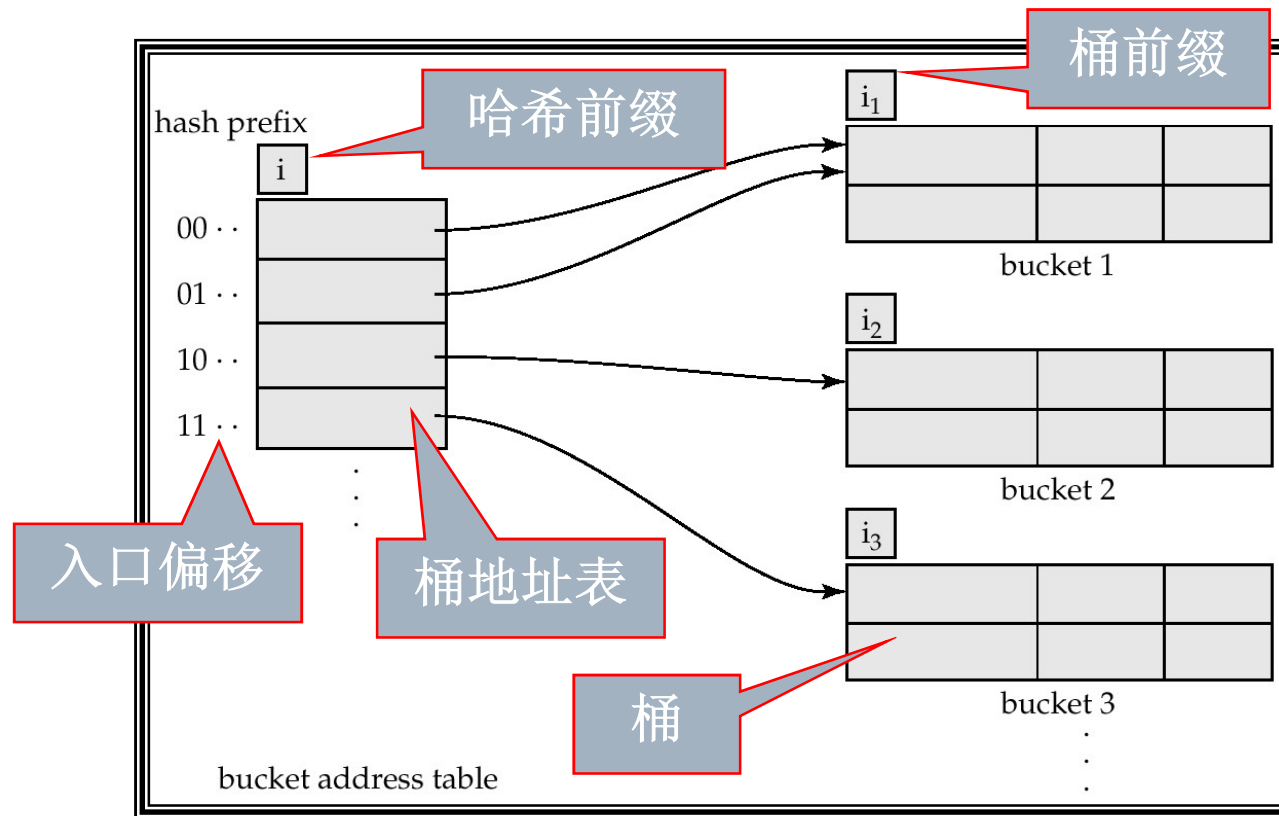 桶前缀
哈希前缀
hash prefix
i
i₁
00 ··
01 ··
10 ··
11 ··
bucket 1
i₂
bucket 2
i₃
入口偏移
桶地址表
桶
bucket 3
bucket address table